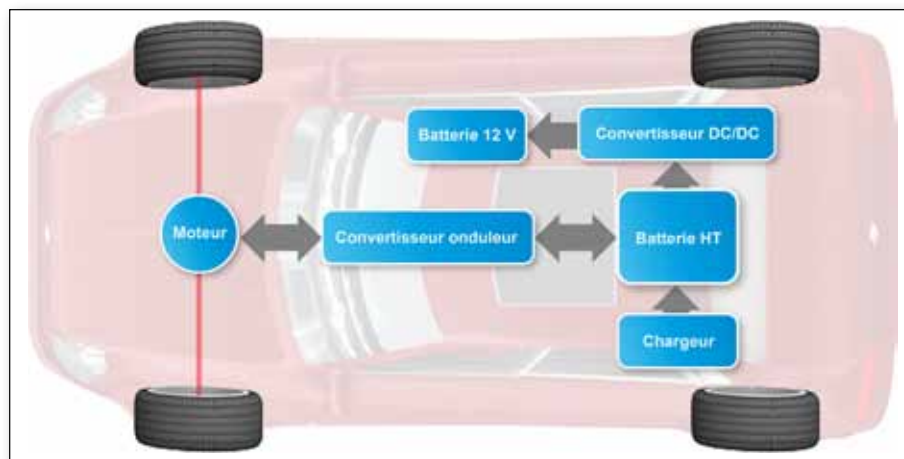 Batterie 12 V
Convertisseur DC/DC
Moteur
Convertisseur onduleur
Batterie HT
Chargeur